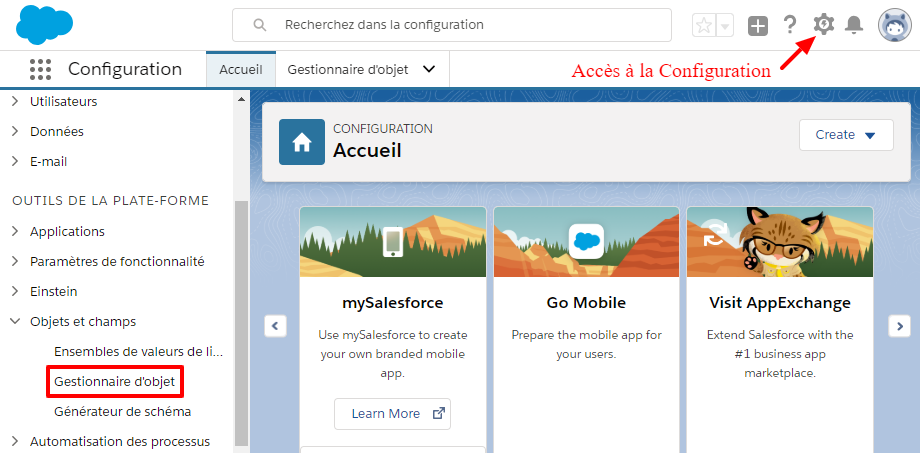 Recherchez dans la configuration
Configuration
Accueil
Gestionnaire d'objet
Accès à la Configuration
Utilisateurs
Données
E-mail
OUTILS DE LA PLATE-FORME
Applications
Paramètres de fonctionnalité
Einstein
Objets et champs
Ensembles de valeurs de li...
Gestionnaire d'objet
Générateur de schéma
Automatisation des processus
CONFIGURATION
Accueil
Create
mySalesforce
Use mySalesforce to create
your own branded mobile
app.
Learn More
Go Mobile
Prepare the mobile app for
your users.
Visit AppExchange
Extend Salesforce with the
#1 business app
marketplace.